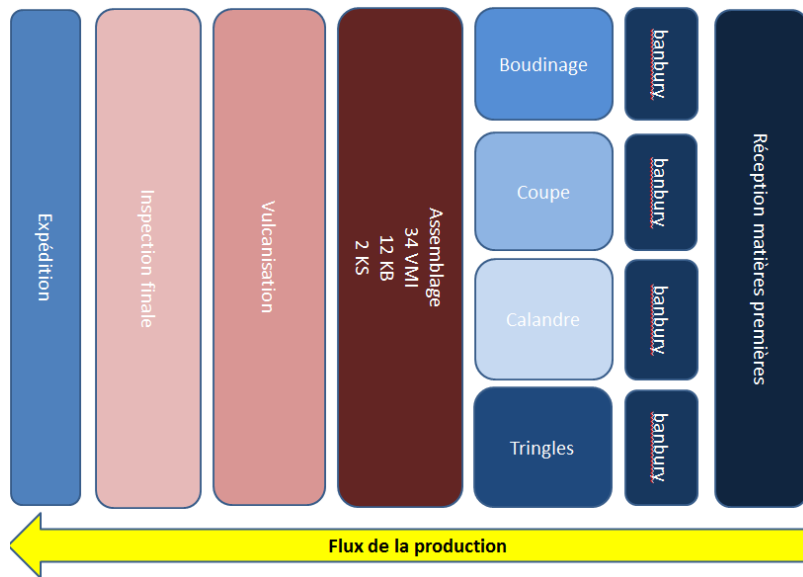 Expédition
Inspection finale
Vulcanisation
Assemblage
34 VMI
12 KB
2 KS
Boudinage
Coupe
Calandre
Tringles
banbury
banbury
banbury
banbury
Réception matières premières
Flux de la production